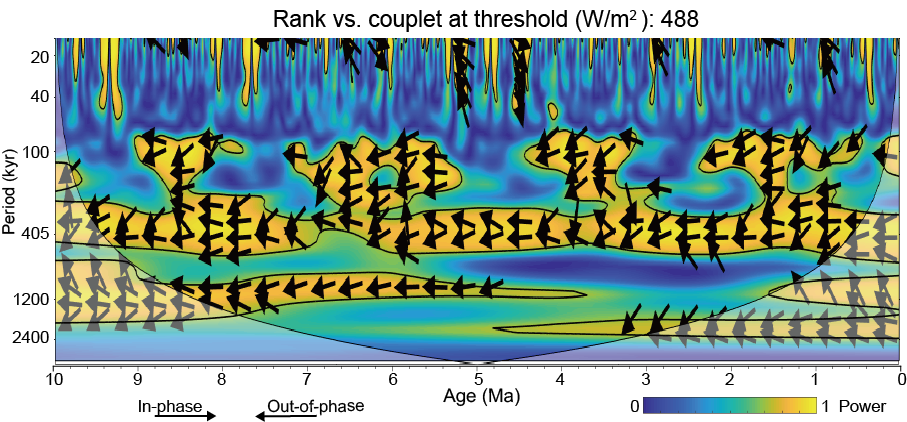 Rank vs. couplet at threshold (W/m²): 488
Period (kyr)
20
40
100
405
1200
2400
10 9 8 7 6 5 4 3 2 1 0
Age (Ma)
In-phase Out-of-phase
0 1 Power